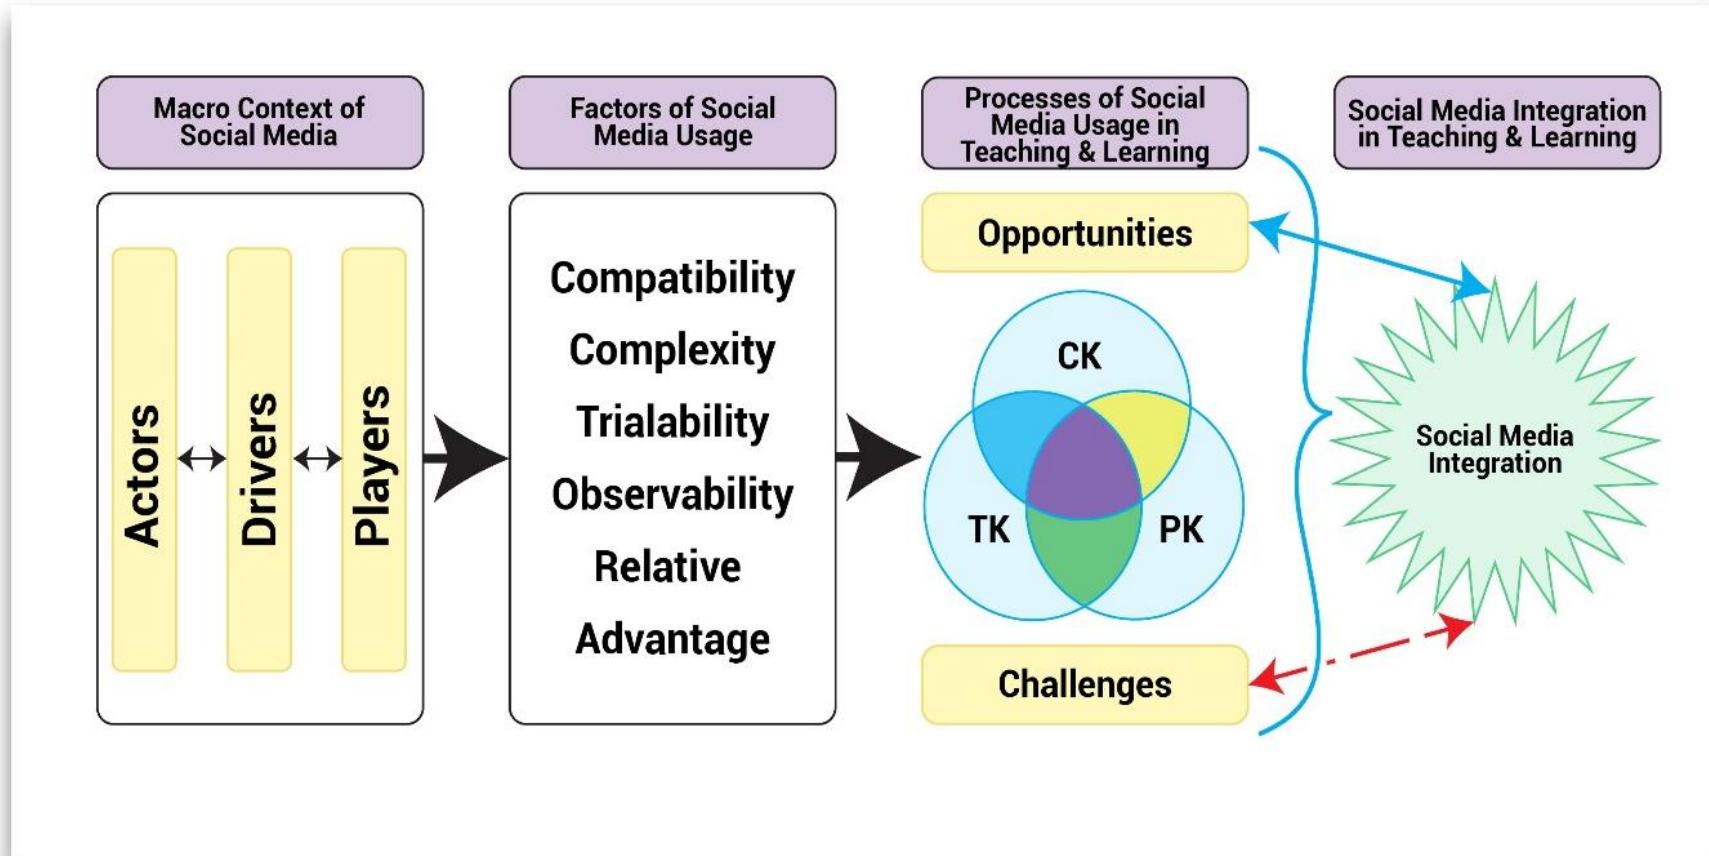 Macro Context of
Social Media
Factors of Social
Media Usage
Processes of Social
Media Usage in
Teaching & Learning
Social Media Integration
in Teaching & Learning
Actors
Drivers
Players
Compatibility
Complexity
Trialability
Observability
Relative
Advantage
Opportunities
CK
TK
PK
Challenges
Social Media
Integration